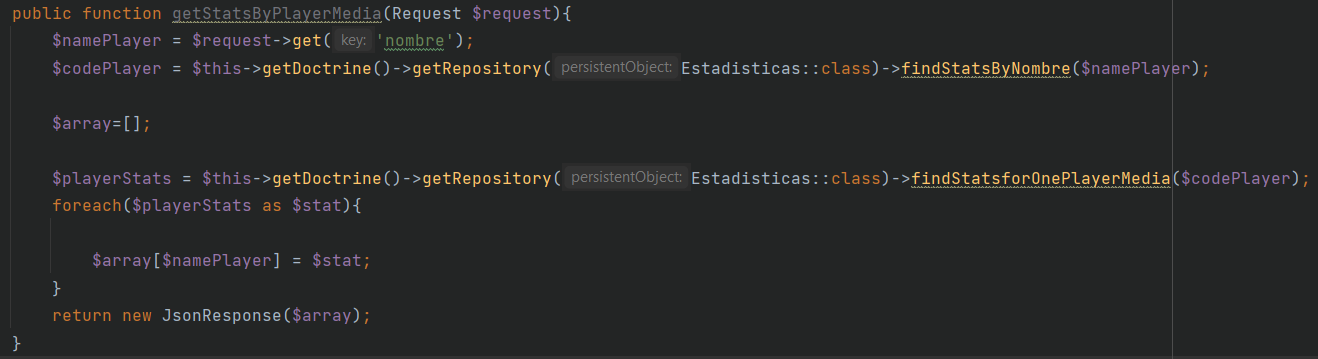 public function getStatsByPlayerMedia(Request $request){
$namePlayer = $request->get( key: 'nombre');
$codePlayer = $this->getDoctrine()->getRepository( persistentObject: Estadisticas::class)->findStatsByNombre($namePlayer);
$array=[];
$playerStats = $this->getDoctrine()->getRepository( persistentObject: Estadisticas::class)->findStatsforOnePlayerMedia($codePlayer);
foreach($playerStats as $stat){
$array[$namePlayer] = $stat;
}
return new JsonResponse($array);
}